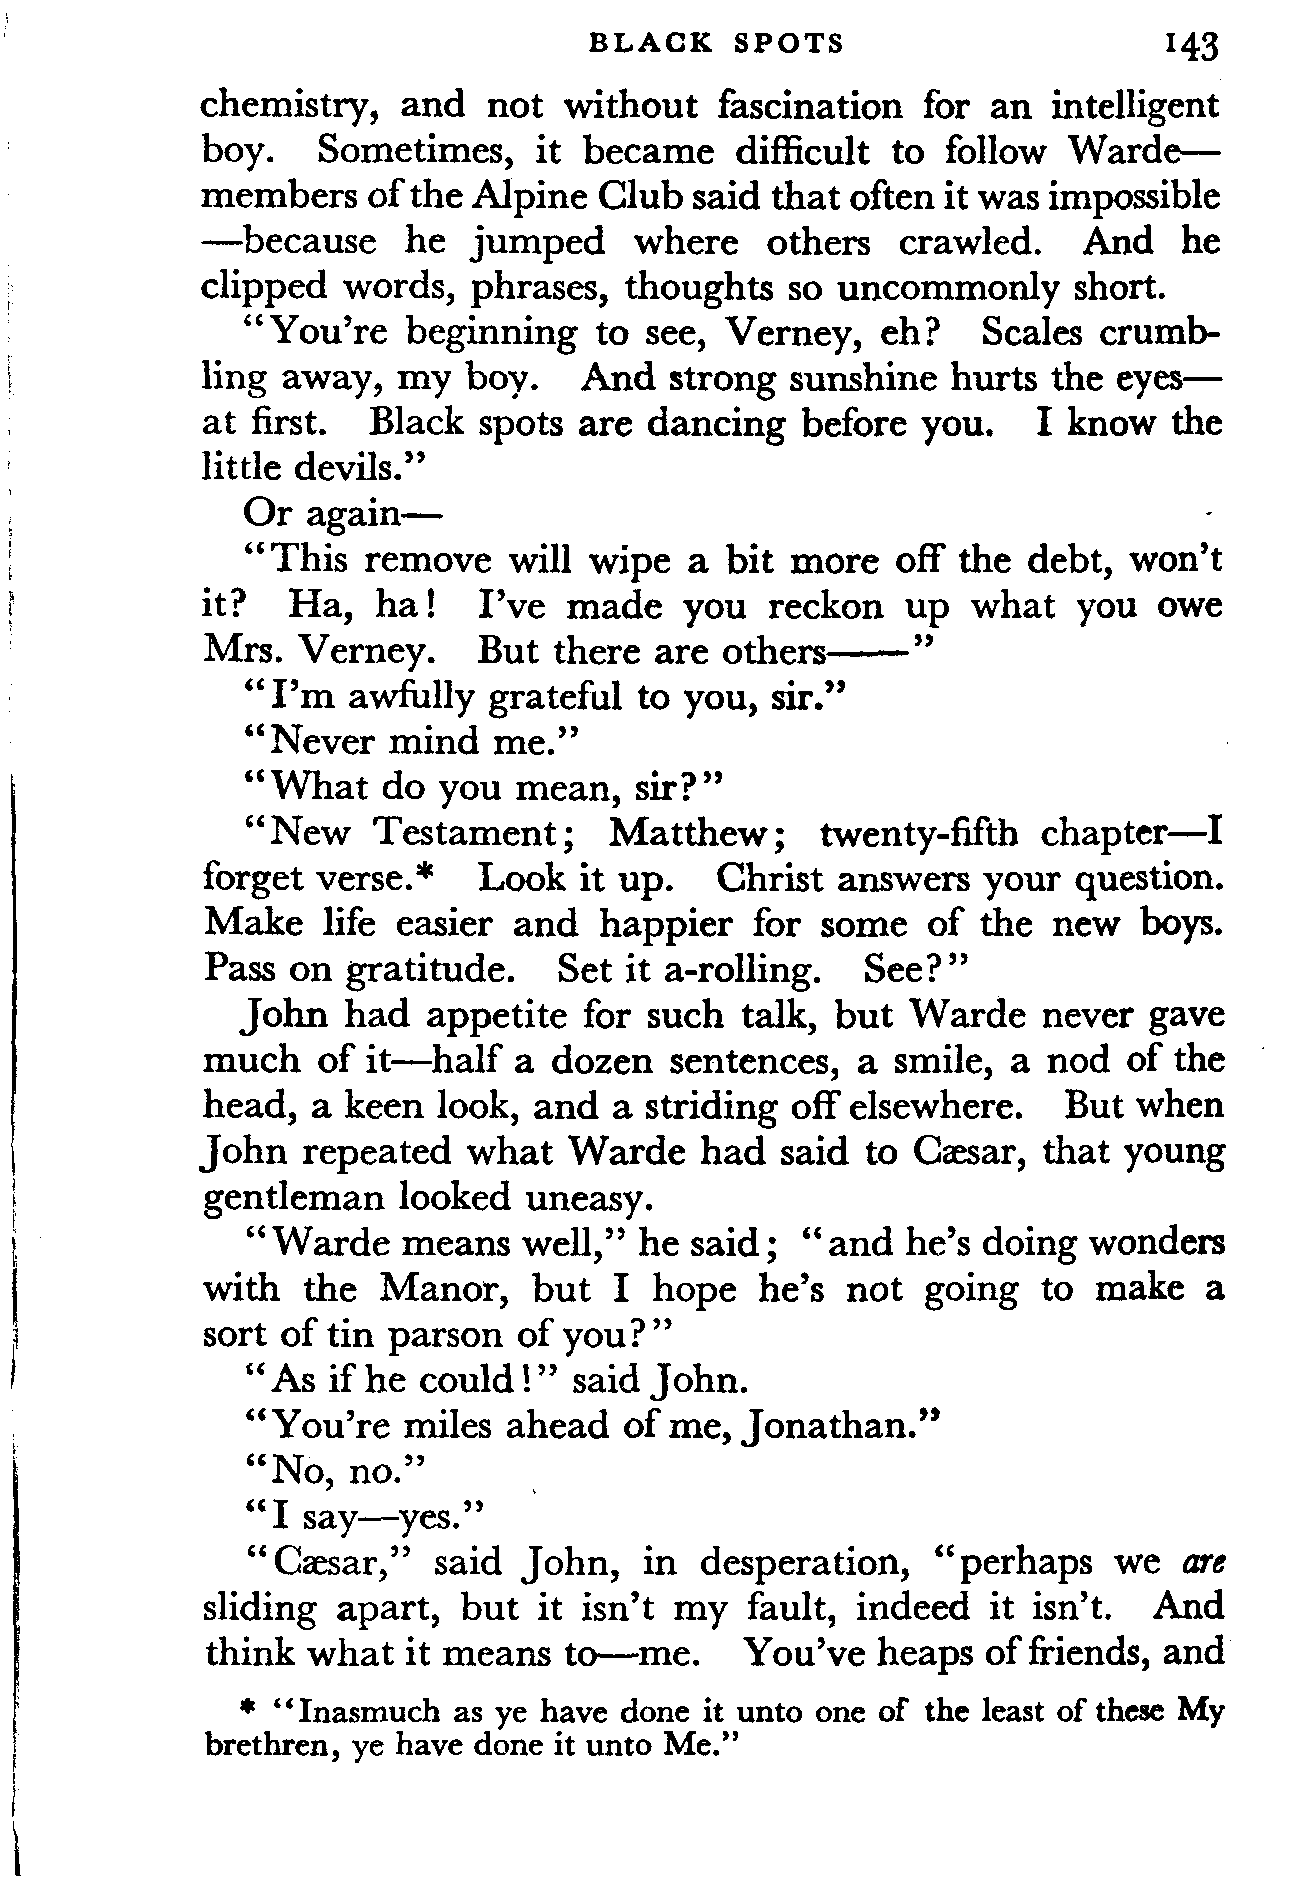 BLACK SPOTS 143
chemistry, and not without fascination for an intelligent
boy. Sometimes, it became difficult to follow Warde—
members of the Alpine Club said that often it was impossible
—because he jumped where others crawled. And he
clipped words, phrases, thoughts so uncommonly short.
“You’re beginning to see, Verney, eh? Scales crumb-
ling away, my boy. And strong sunshine hurts the eyes—
at first. Black spots are dancing before you. I know the
little devils.”
Or again—
“This remove will wipe a bit more off the debt, won’t
it? Ha, ha! I’ve made you reckon up what you owe
Mrs. Verney. But there are others——”
“I’m awfully grateful to you, sir.”
“Never mind me.”
“What do you mean, sir?”
“New Testament; Matthew; twenty-fifth chapter—I
forget verse.* Look it up. Christ answers your question.
Make life easier and happier for some of the new boys.
Pass on gratitude. Set it a-rolling. See?”
John had appetite for such talk, but Warde never gave
much of it—half a dozen sentences, a smile, a nod of the
head, a keen look, and a striding off elsewhere. But when
John repeated what Warde had said to Cæsar, that young
gentleman looked uneasy.
“Warde means well,” he said; “and he’s doing wonders
with the Manor, but I hope he’s not going to make a
sort of tin parson of you?”
“As if he could!” said John.
“You’re miles ahead of me, Jonathan.”
“No, no.”
“I say—yes.”
“Cæsar,” said John, in desperation, “perhaps we are
sliding apart, but it isn’t my fault, indeed it isn’t. And
think what it means to—me. You’ve heaps of friends, and
* “Inasmuch as ye have done it unto one of the least of these My
brethren, ye have done it unto Me.”